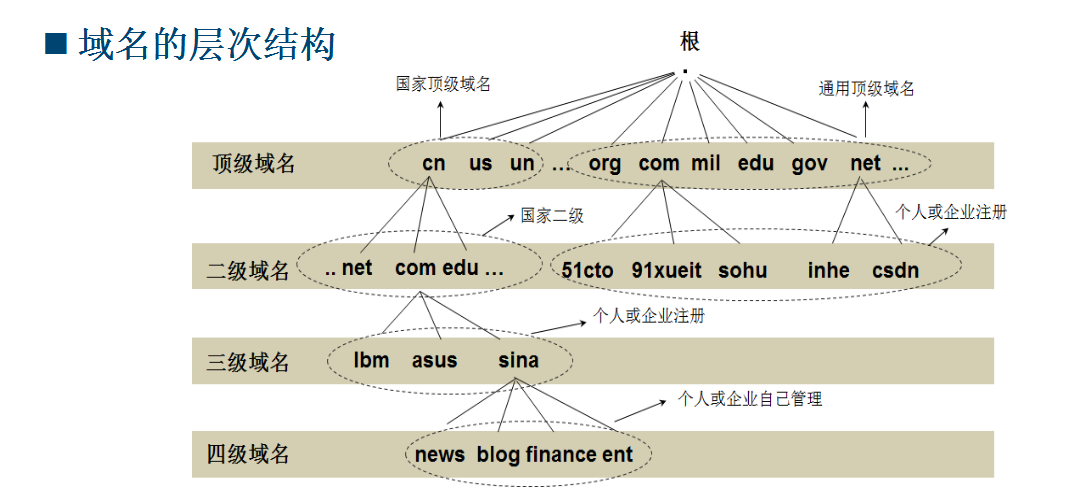 域名的层次结构
根
.
国家顶级域名
通用顶级域名
顶级域名 cn us un ... org com mil edu gov net ...
国家二级
个人或企业注册
二级域名 .. net com edu ... 51cto 91xueit sohu inhe csdn
个人或企业注册
三级域名 lbm asus sina
个人或企业自己管理
四级域名 news blog finance ent